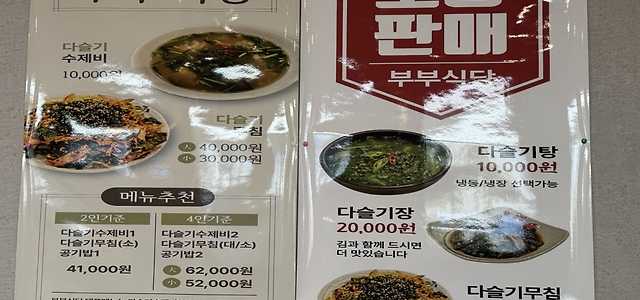 다슬기
수제비
10,000원
다슬기
무침
大 40,000원
小 30,000원
메뉴추천
2인기준
다슬기수제비1
다슬기무침(소)
공기밥1
41,000원
4인기준
다슬기수제비2
다슬기무침(대/소)
공기밥2
大 62,000원
小 52,000원
판매
부부식당
다슬기탕
10,000원
냉동/냉장 선택가능
다슬기장
20,000원
김과 함께 드시면
더 맛있습니다
다슬기무침